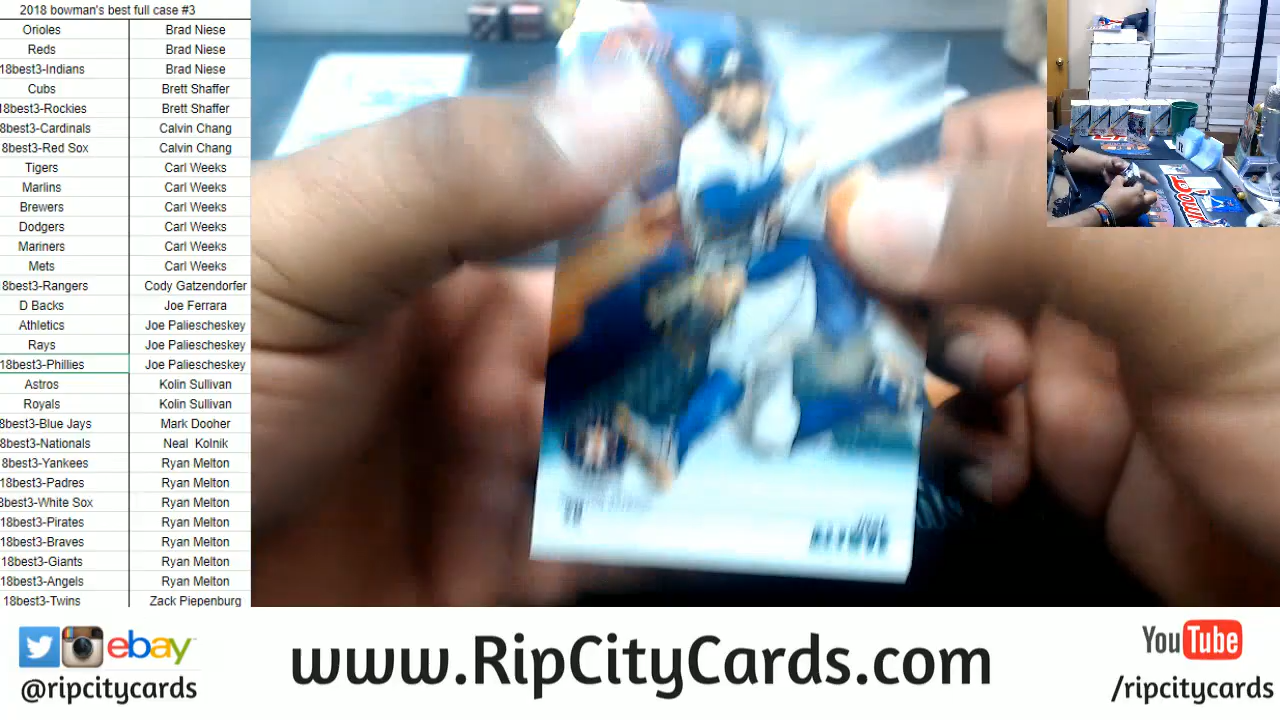 2018 bowman's best full case #3
Orioles Brad Niese
Reds Brad Niese
18best3-Indians Brad Niese
Cubs Brett Shaffer
18best3-Rockies Brett Shaffer
8best3-Cardinals Calvin Chang
8best3-Red Sox Calvin Chang
Tigers Carl Weeks
Marlins Carl Weeks
Brewers Carl Weeks
Dodgers Carl Weeks
Mariners Carl Weeks
Mets Carl Weeks
8best3-Rangers Cody Gatzendorfer
D Backs Joe Ferrara
Athletics Joe Paliescheskey
Rays Joe Paliescheskey
18best3-Phillies Joe Paliescheskey
Astros Kolin Sullivan
Royals Kolin Sullivan
8best3-Blue Jays Mark Dooher
8best3-Nationals Neal Kolnik
8best3-Yankees Ryan Melton
18best3-Padres Ryan Melton
8best3-White Sox Ryan Melton
18best3-Pirates Ryan Melton
18best3-Braves Ryan Melton
18best3-Giants Ryan Melton
18best3-Angels Ryan Melton
18best3-Twins Zack Piepenburg
ebay
@ripcitycards
www.RipCityCards.com
YouTube
/ripcitycards